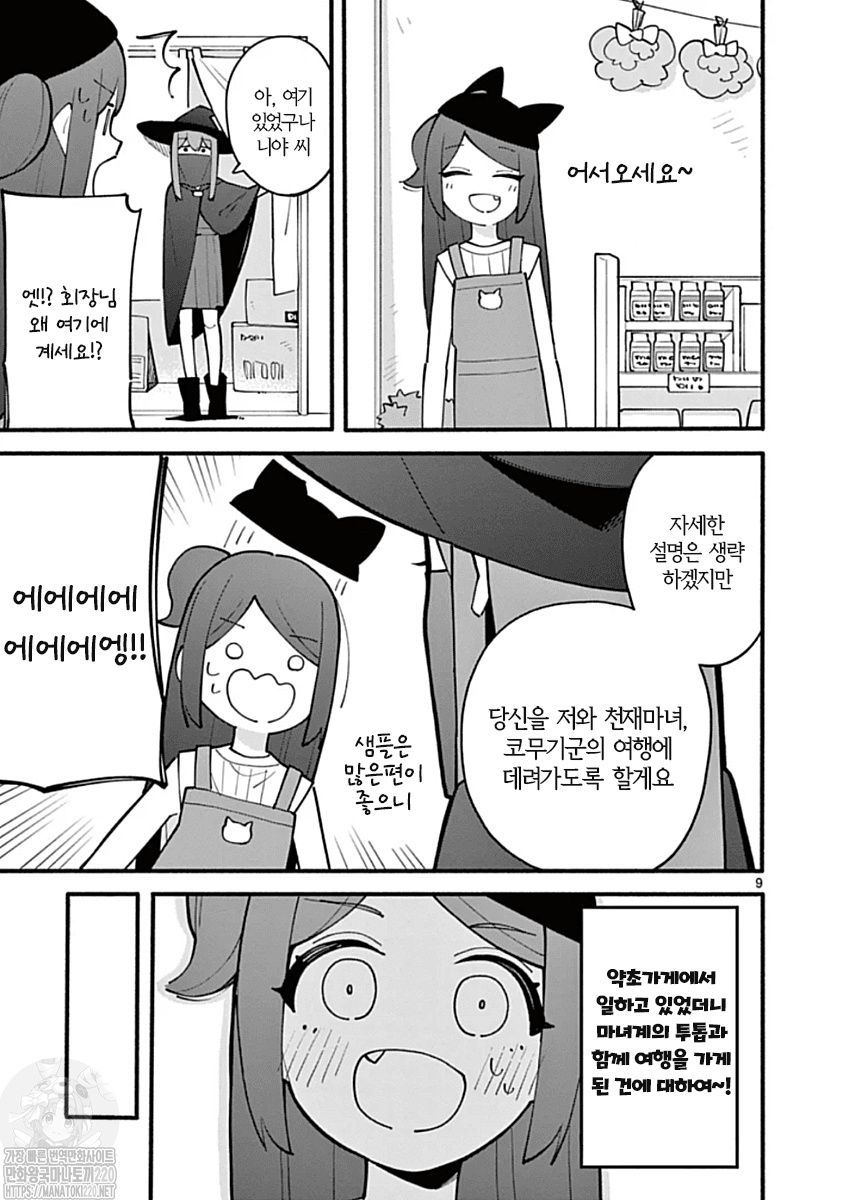 어서오세요~
아, 여기
있었구나
니야 씨
엣!? 회장님
왜 여기에
계세요!?
자세한
설명은 생략
하겠지만
당신을 저와 천재마녀,
코무기군의 여행에
데려가도록 할게요
샘플은
많은편이
좋으니
에에에에
에에에엥!!
9
약초가게에서
일하고 있었더니
마녀계의 투톱과
함께 여행을 가게
된 건에 대하여~!
가장 빠른 번역만화사이트
만화왕국마나토끼220
HTTPS://MANATOKI220.NET